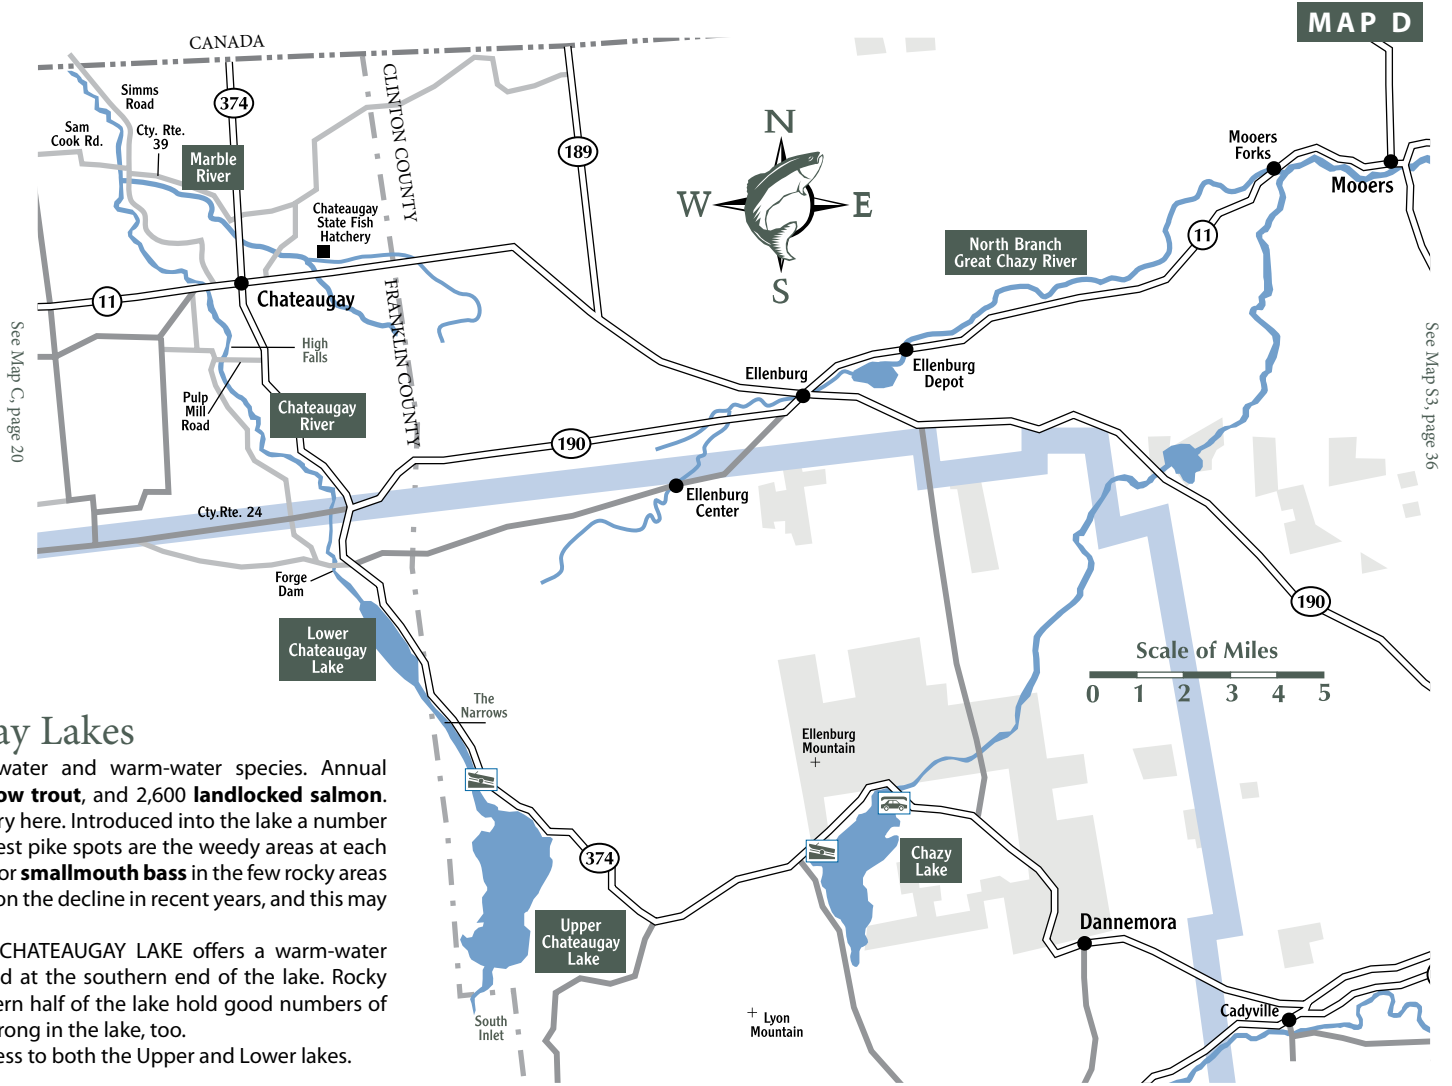 MAP D
CANADA
CLINTON COUNTY
FRANKLIN COUNTY
Simms
Road
374
Sam
Cook Rd.
Cty. Rte.
39
Marble
River
189
Chateaugay
State Fish
Hatchery
N
W
E
S
Mooers
Forks
Mooers
11
North Branch
Great Chazy River
11
Chateaugay
See Map C, page 20
See Map S3, page 36
High
Falls
Ellenburg
Ellenburg
Depot
Pulp
Mill
Road
Chateaugay
River
190
Ellenburg
Center
Cty.Rte. 24
Forge
Dam
190
Lower
Chateaugay
Lake
Scale of Miles
0 1 2 3 4 5
The
Narrows
Ellenburg
Mountain
374
Chazy
Lake
Upper
Chateaugay
Lake
Dannemora
South
Inlet
Lyon
Mountain
Cadyville
ay Lakes
water and warm-water species. Annual
ow trout, and 2,600 landlocked salmon.
ry here. Introduced into the lake a number
est pike spots are the weedy areas at each
or smallmouth bass in the few rocky areas
on the decline in recent years, and this may
CHATEAUGAY LAKE offers a warm-water
d at the southern end of the lake. Rocky
ern half of the lake hold good numbers of
rong in the lake, too.
ess to both the Upper and Lower lakes.